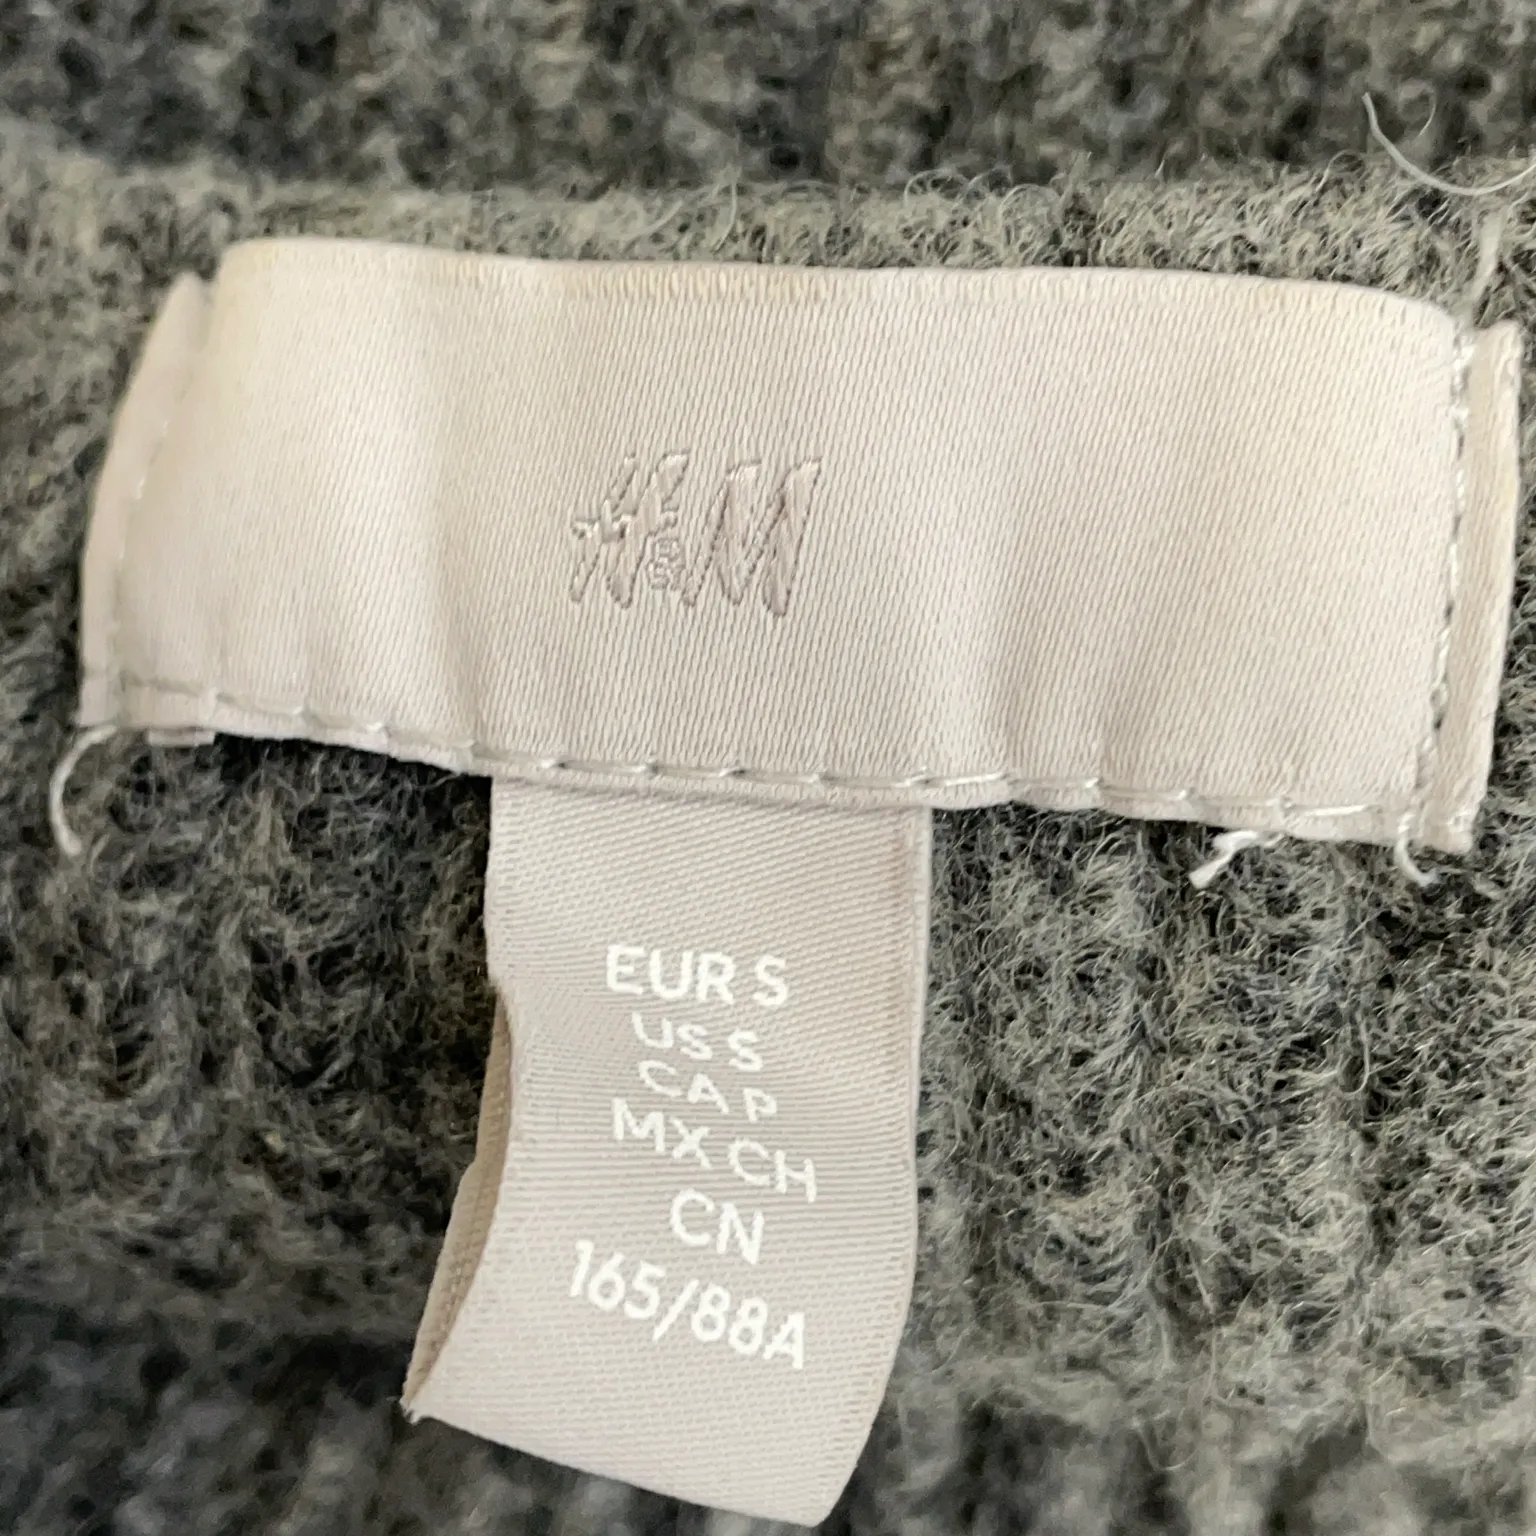 H&M
EUR S
US S
CA P
MX CH
CN
165/88A